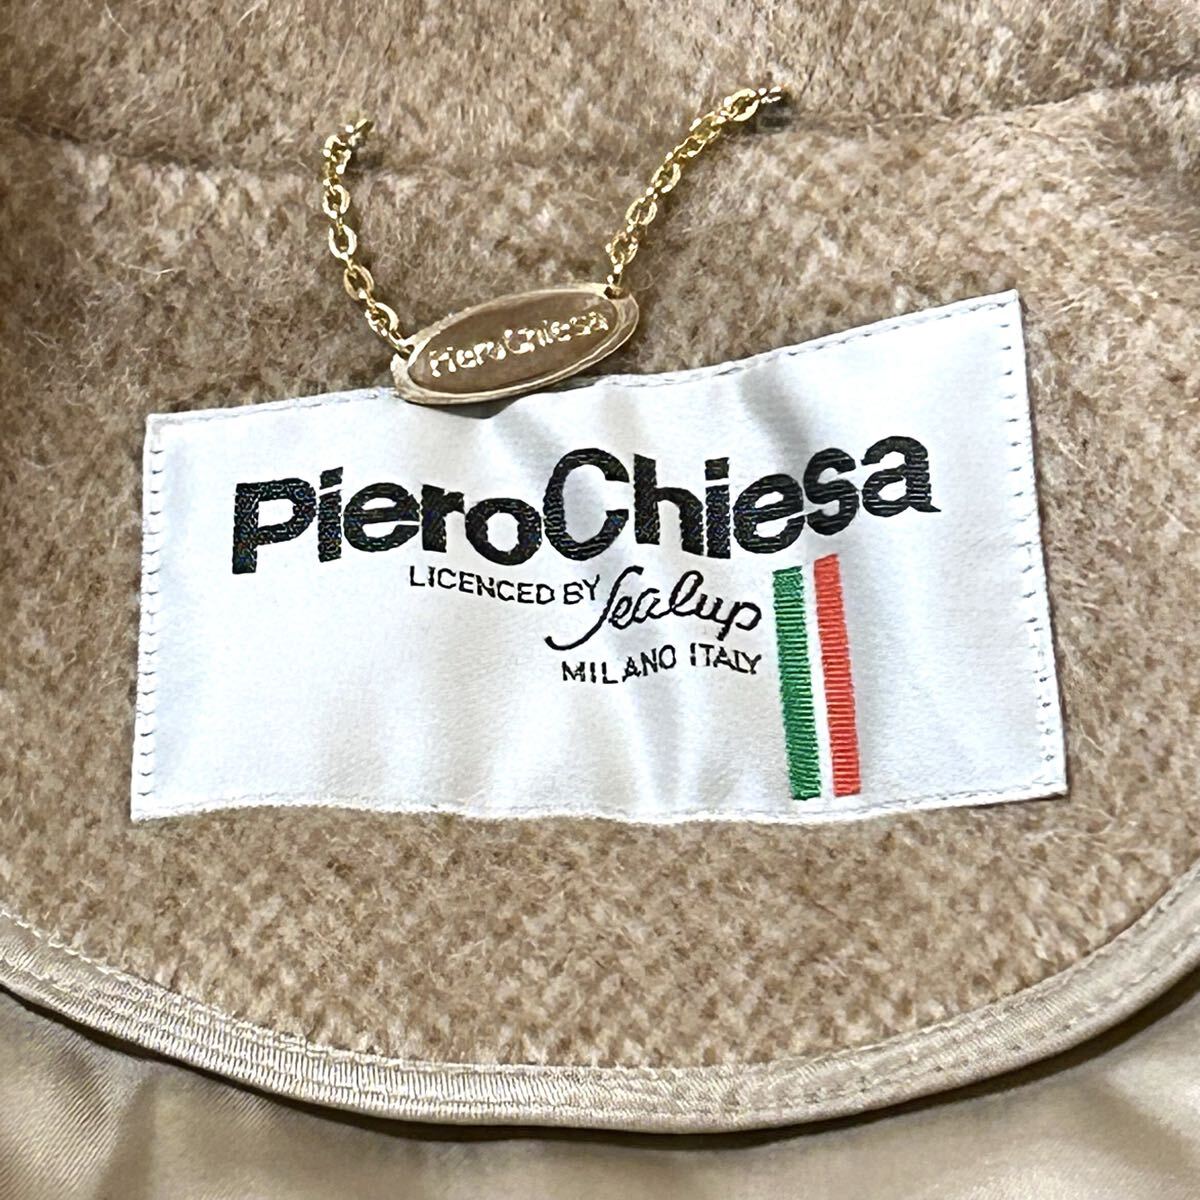 PieroChiesa
PieroChiesa
LICENCED BY Sealup
MILANO ITALY